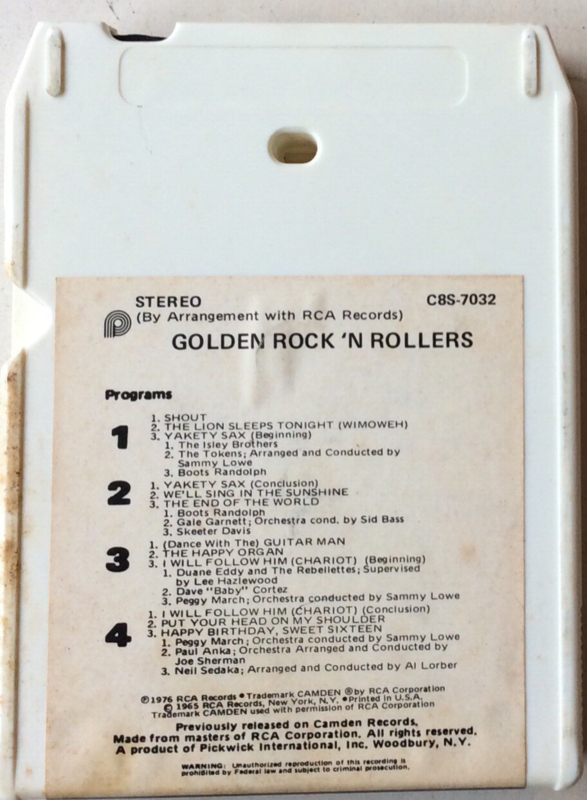 STEREO
C8S-7032
(By Arrangement with RCA Records)
GOLDEN ROCK 'N ROLLERS
Programs
1
1. SHOUT
2. THE LION SLEEPS TONIGHT (WIMOWEH)
3. YAKETY SAX (Beginning)
1. The Isley Brothers
2. The Tokens; Arranged and Conducted by
Sammy Lowe
3. Boots Randolph
2
1. YAKETY SAX (Conclusion)
2. WE'LL SING IN THE SUNSHINE
3. THE END OF THE WORLD
1. Boots Randolph
2. Gale Garnett; Orchestra cond. by Sid Bass
3. Skeeter Davis
3
1. (Dance With The) GUITAR MAN
2. THE HAPPY ORGAN
3. I WILL FOLLOW HIM (CHARIOT) (Beginning)
1. Duane Eddy and The Rebelettes; Supervised
by Lee Hazlewood
2. Dave "Baby" Cortez
3. Peggy March; Orchestra conducted by Sammy Lowe
4
1. I WILL FOLLOW HIM (CHARIOT) (Conclusion)
2. PUT YOUR HEAD ON MY SHOULDER
3. HAPPY BIRTHDAY, SWEET SIXTEEN
1. Peggy March; Orchestra conducted by Sammy Lowe
2. Paul Anka; Orchestra Arranged and Conducted by
Joe Sherman
3. Neil Sedaka; Arranged and Conducted by Al Lorber
℗1976 RCA Records • Trademark CAMDEN ® by RCA Corporation
© 1965 RCA Records, New York, N.Y. • Printed in U.S.A.
Trademark CAMDEN used with permission of RCA Corporation
Previously released on Camden Records.
Made from masters of RCA Corporation. All rights reserved.
A product of Pickwick International, Inc. Woodbury, N.Y.
WARNING: Unauthorized reproduction of this recording is
prohibited by Federal law and subject to criminal prosecution.